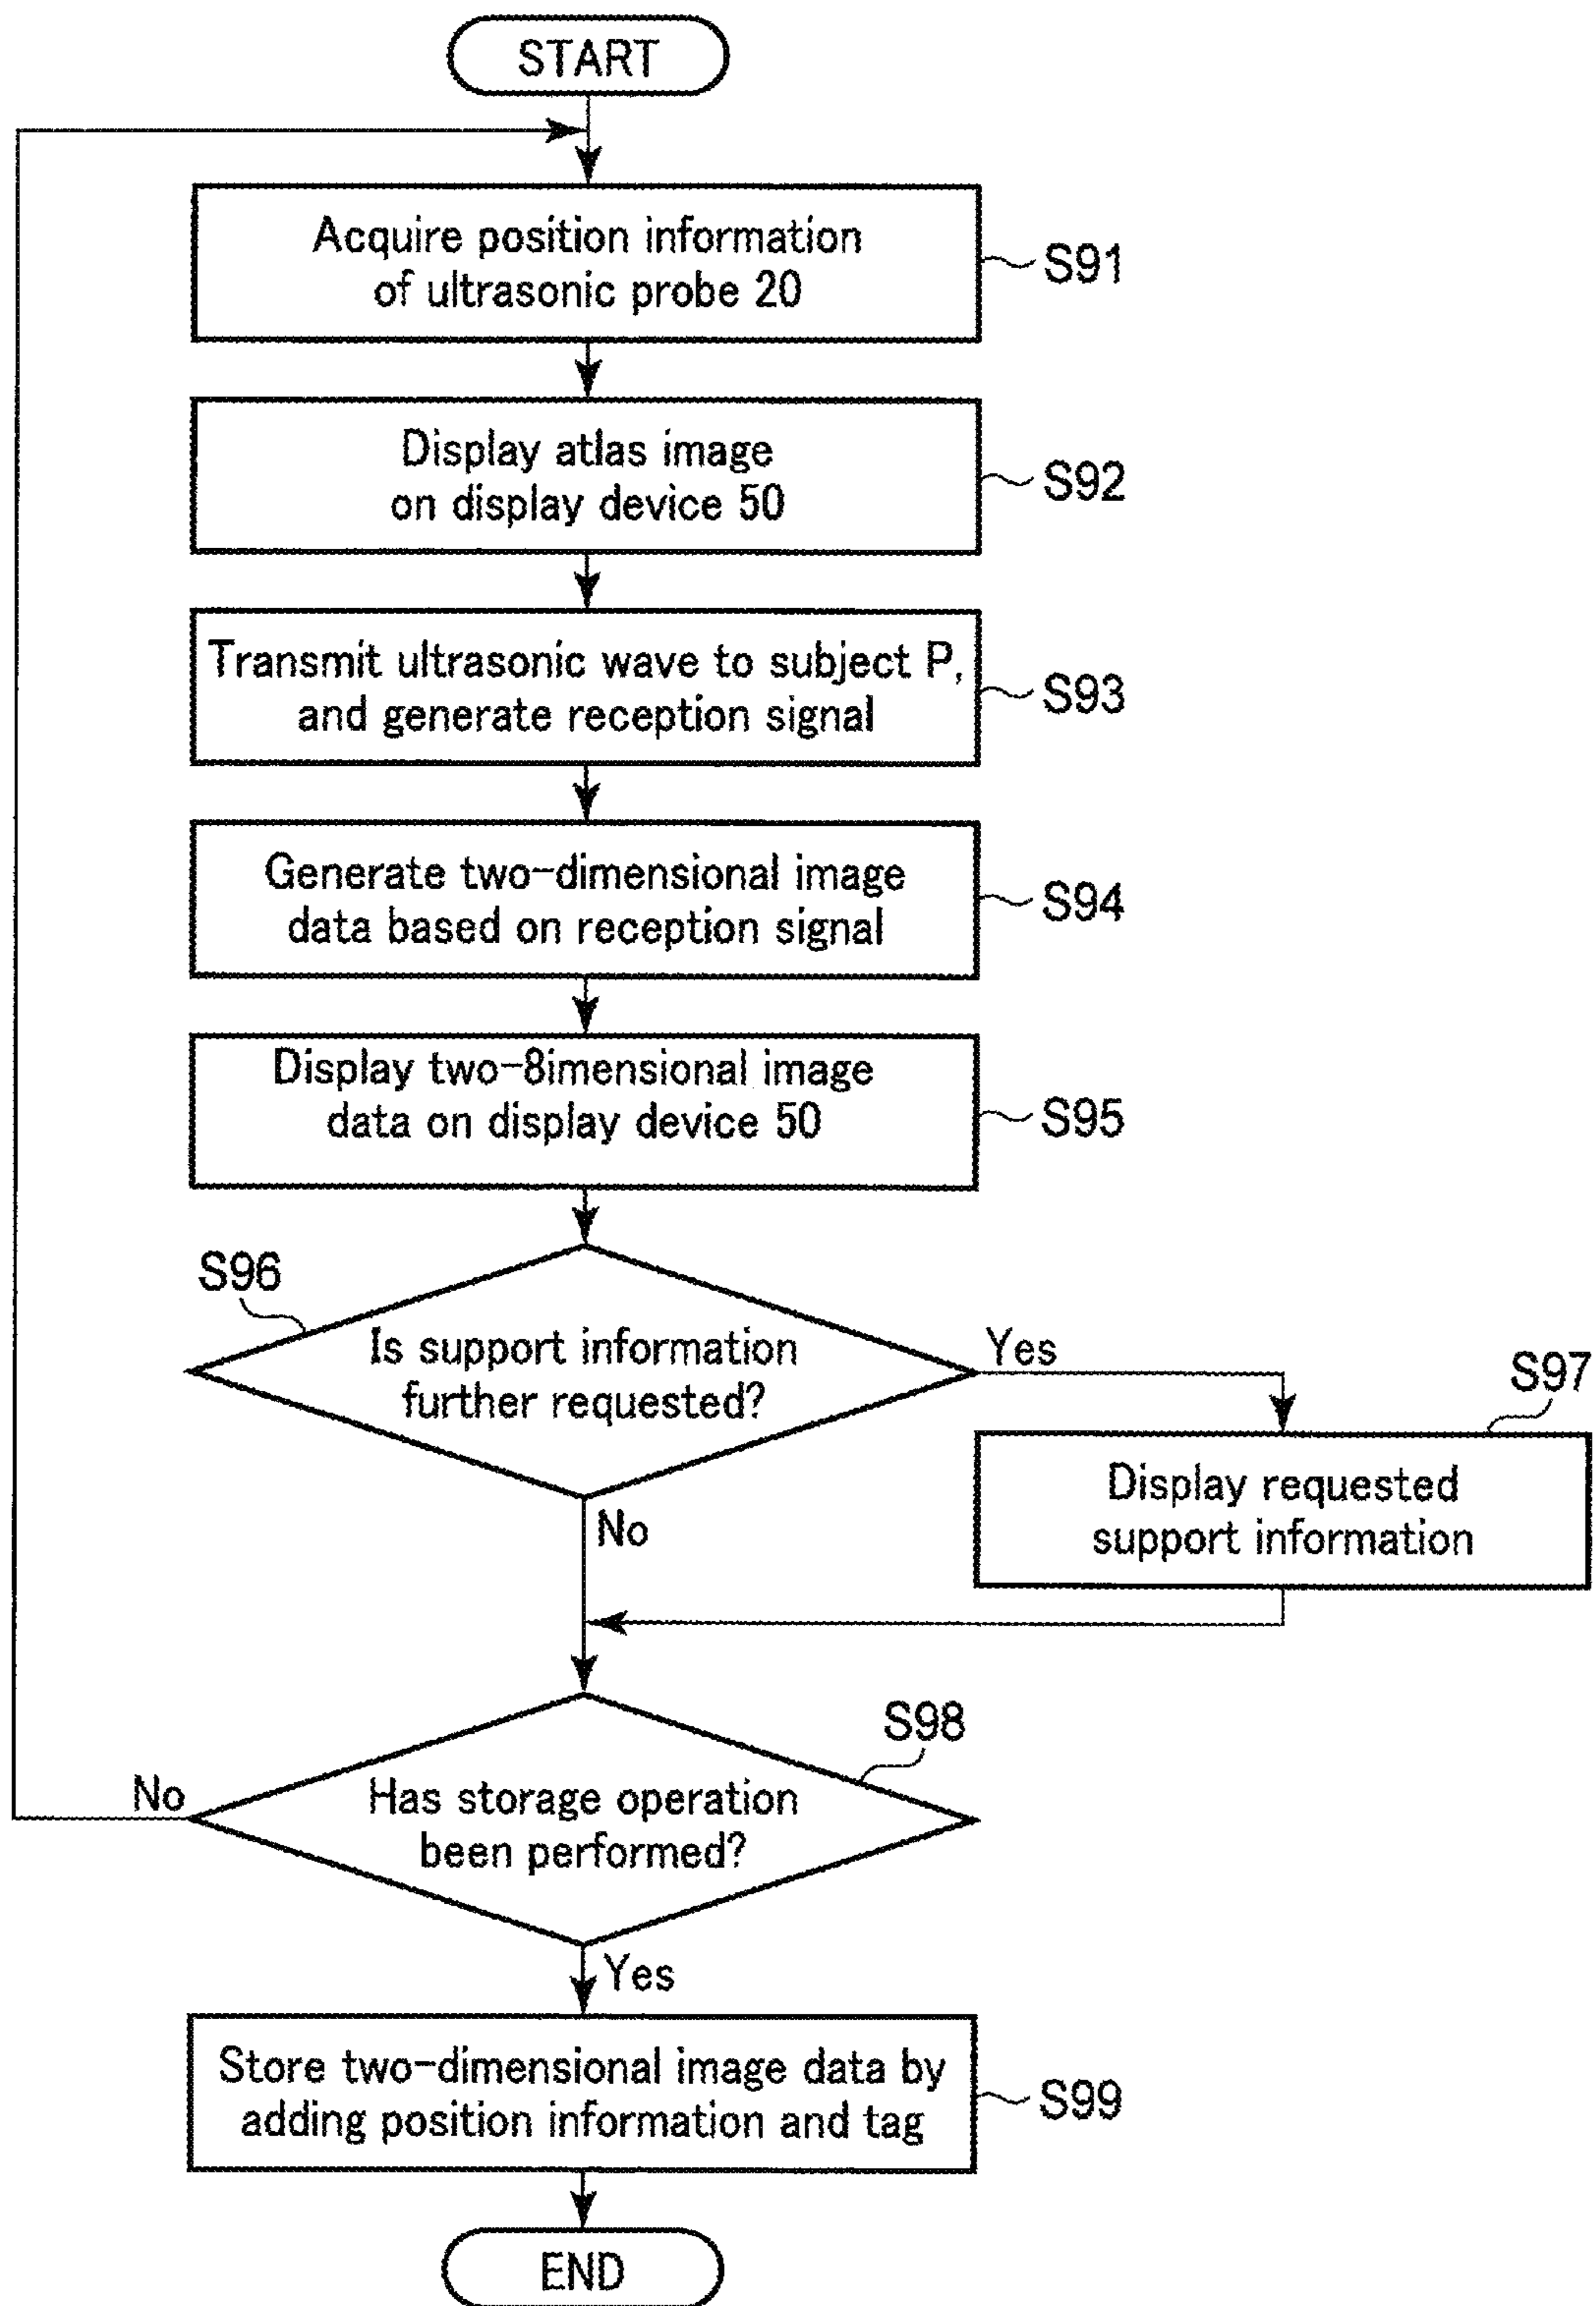 START
Acquire position information
of ultrasonic probe 20
S91
Display atlas image
on display device 50
S92
Transmit ultrasonic wave to subject P,
and generate reception signal
S93
Generate two-dimensional image
data based on reception signal
S94
Display two-8imensional image
data on display device 50
S95
S96
Is support information
further requested?
Yes
No
S97
Display requested
support information
S98
Has storage operation
been performed?
No
Yes
Store two-dimensional image data by
adding position information and tag
S99
END